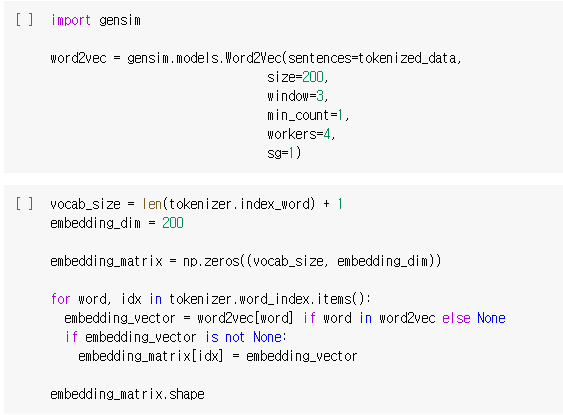 [ ] import gensim
word2vec = gensim.models.Word2Vec(sentences=tokenized_data,
size=200,
window=3,
min_count=1,
workers=4,
sg=1)
[ ] vocab_size = len(tokenizer.index_word) + 1
embedding_dim = 200
embedding_matrix = np.zeros((vocab_size, embedding_dim))
for word, idx in tokenizer.word_index.items():
embedding_vector = word2vec[word] if word in word2vec else None
if embedding_vector is not None:
embedding_matrix[idx] = embedding_vector
embedding_matrix.shape